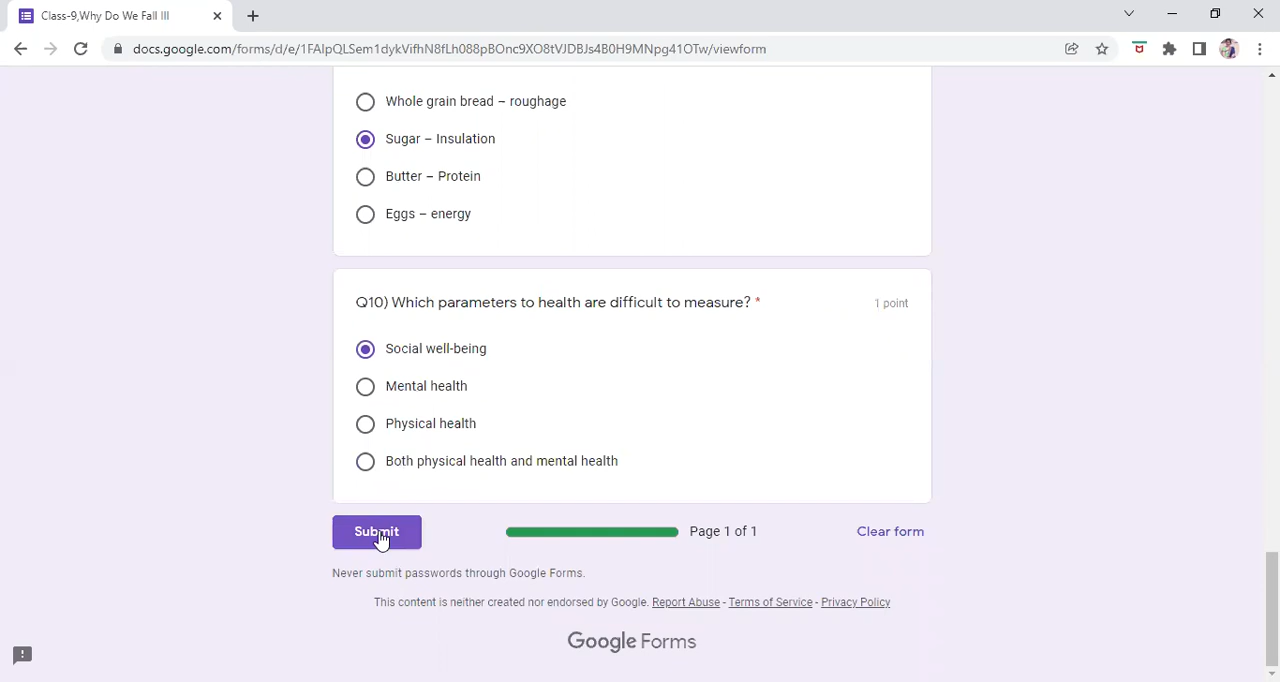 Class-9,Why Do We Fall Ill
docs.google.com/forms/d/e/1FAIpQLSem1dykVifhN8fLh088pBOnc9XO8tVJDBJs4B0H9MNpg41OTw/viewform
Whole grain bread – roughage
Sugar – Insulation
Butter – Protein
Eggs – energy
Q10) Which parameters to health are difficult to measure? *
1 point
Social well-being
Mental health
Physical health
Both physical health and mental health
Submit
Page 1 of 1
Clear form
Never submit passwords through Google Forms.
This content is neither created nor endorsed by Google. Report Abuse - Terms of Service - Privacy Policy
Google Forms